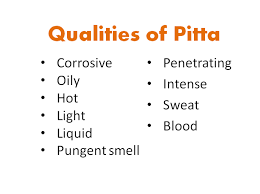 Qualities of Pitta
• Corrosive
• Oily
• Hot
• Light
• Liquid
• Pungent smell
• Penetrating
• Intense
• Sweat
• Blood